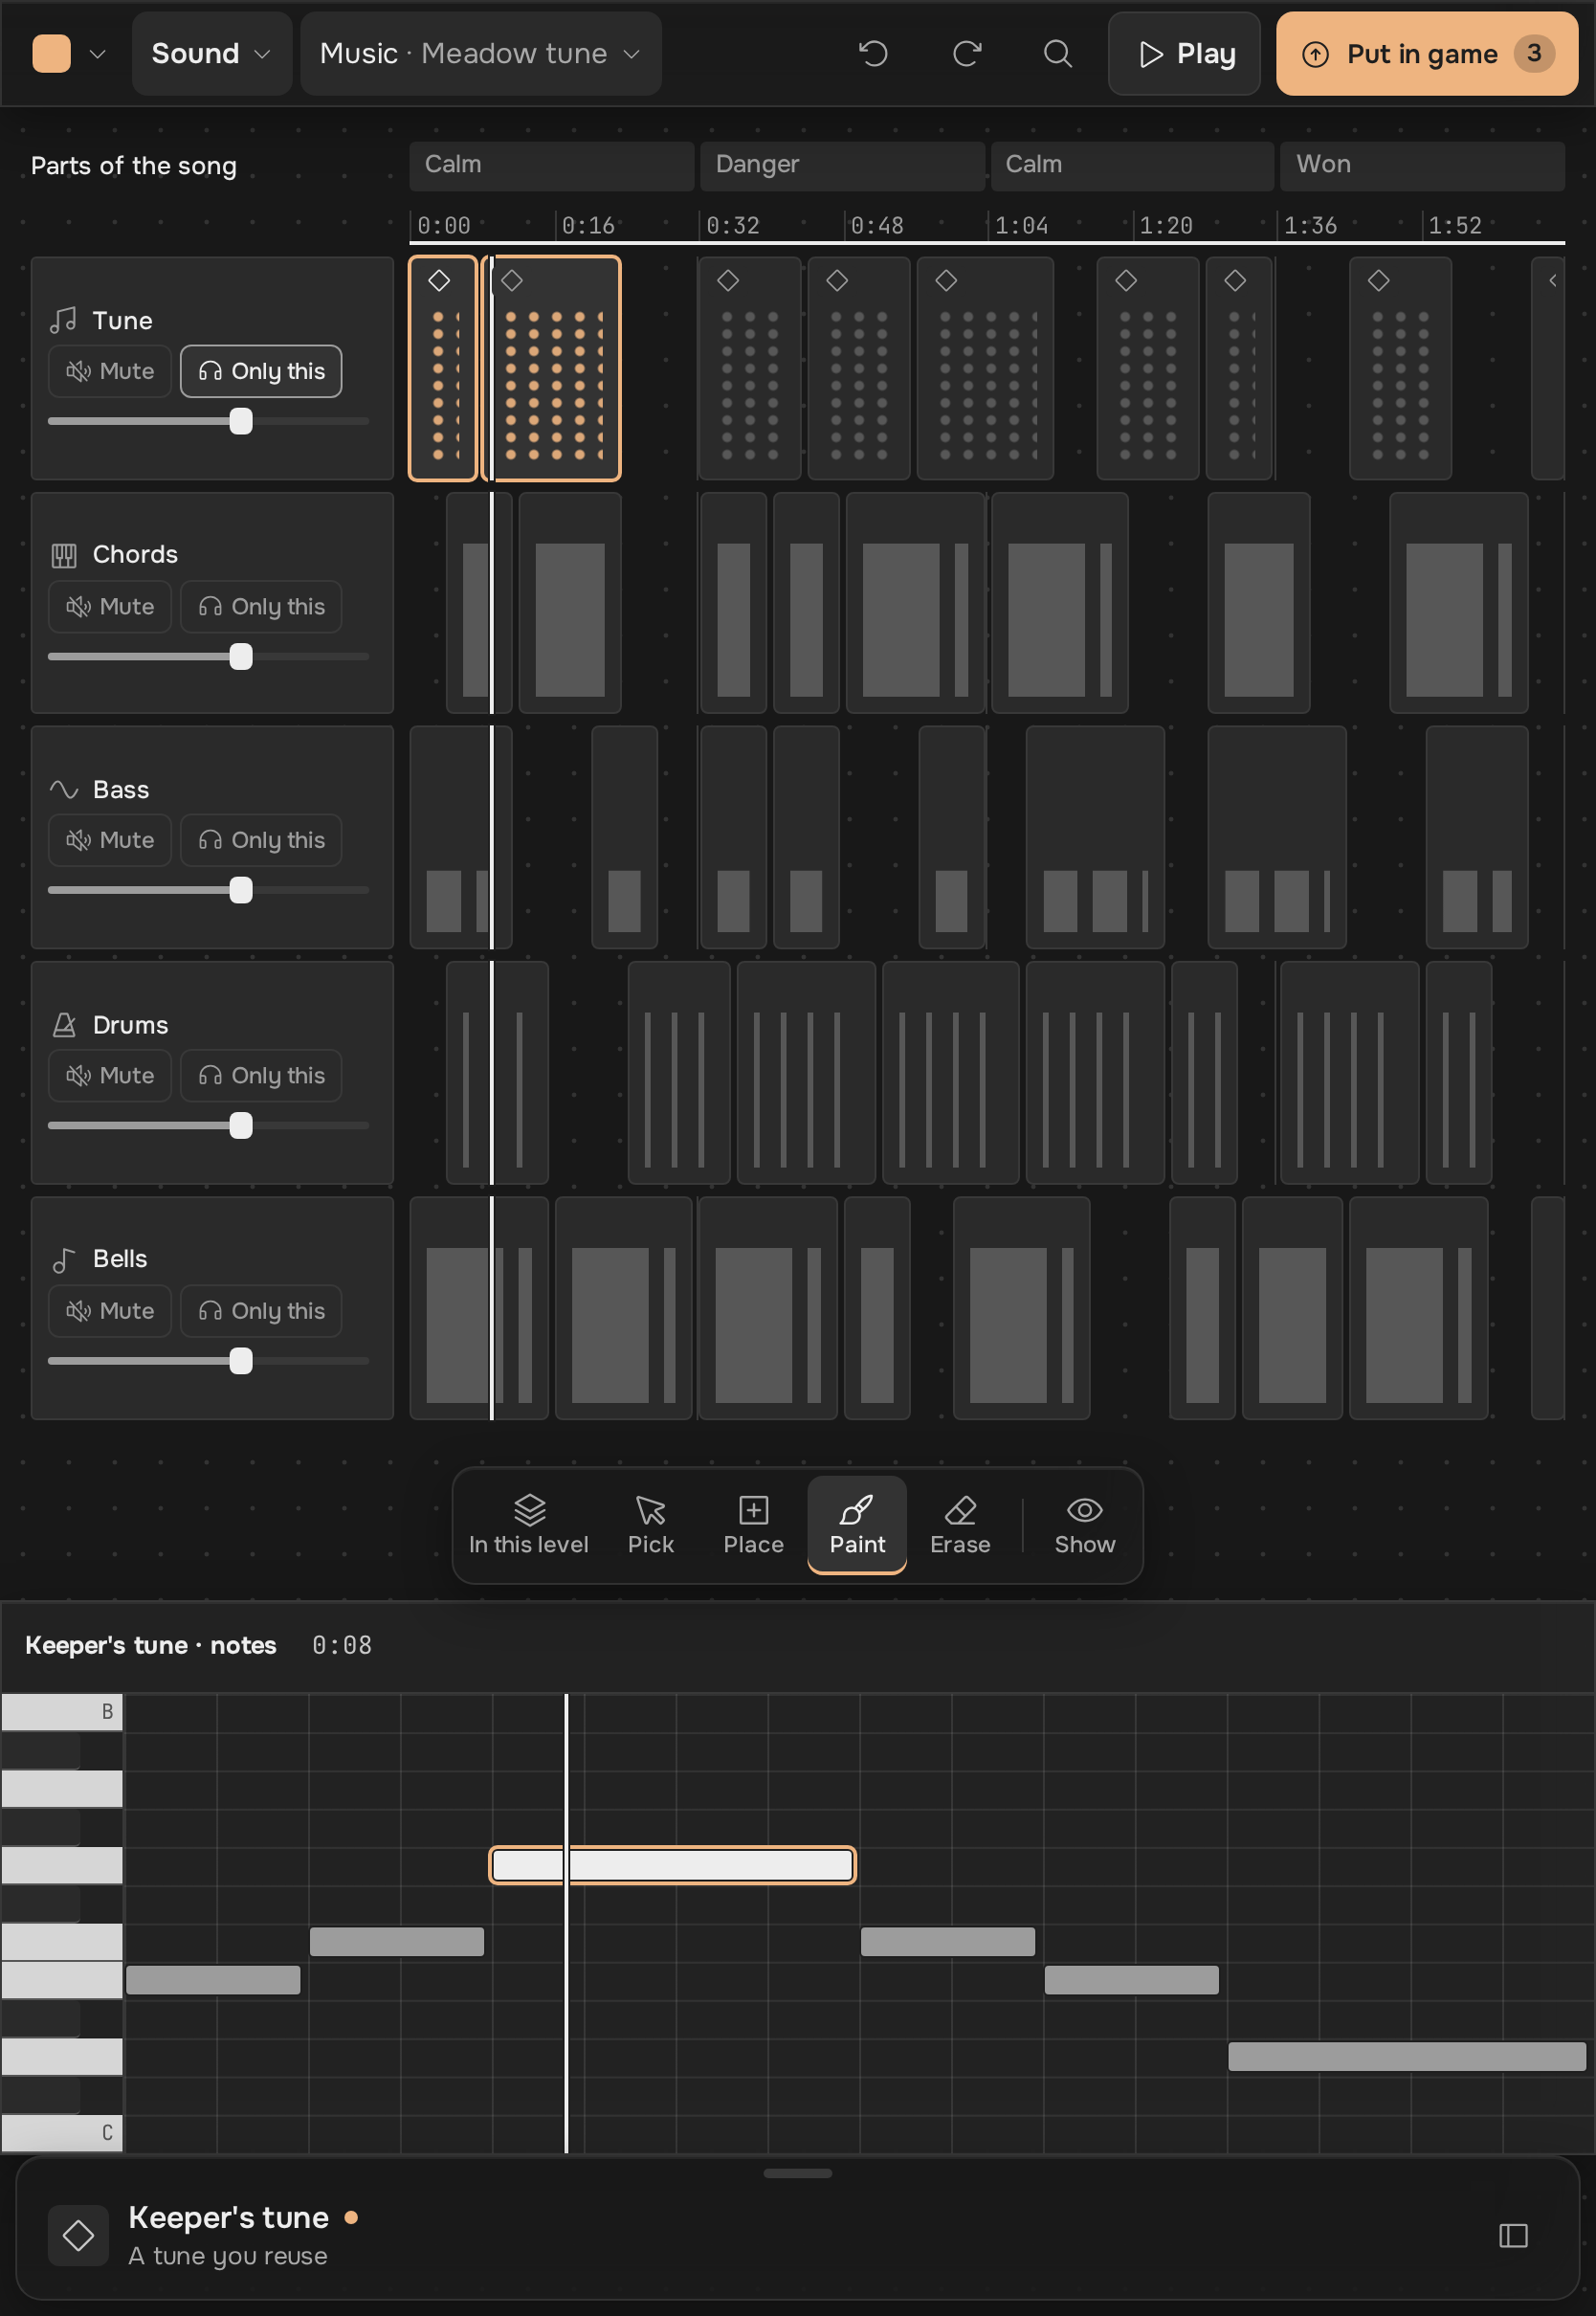 Sound
Music · Meadow tune
Play
Put in game 3
Parts of the song
Calm
Danger
Calm
Won
0:00
0:16
0:32
0:48
1:04
1:20
1:36
1:52
Tune
Mute
Only this
Chords
Mute
Only this
Bass
Mute
Only this
Drums
Mute
Only this
Bells
Mute
Only this
In this level
Pick
Place
Paint
Erase
Show
Keeper's tune · notes 0:08
B
C
Keeper's tune
A tune you reuse